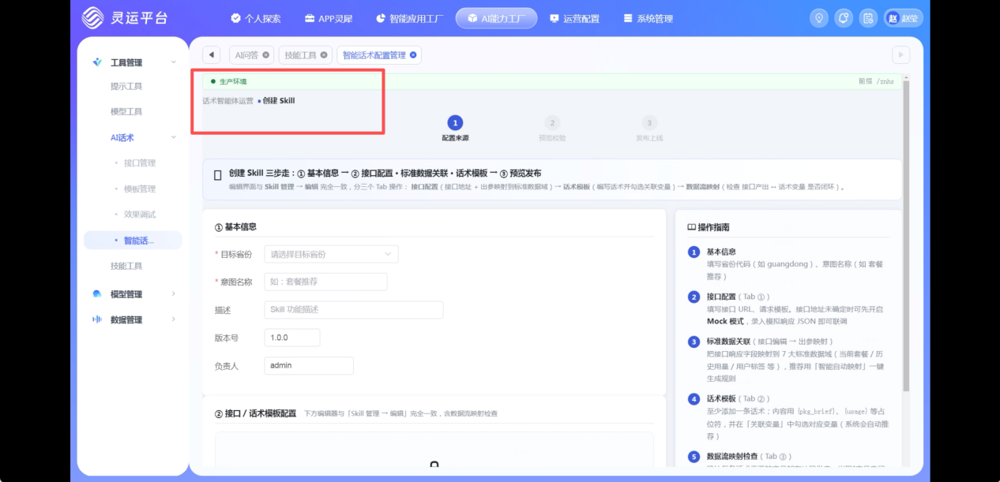 灵运平台
个人探索
APP灵犀
智能应用工厂
AI能力工厂
运营配置
系统管理
赵
赵莹
工具管理
提示工具
模型工具
AI话术
接口管理
模板管理
效果调试
智能话...
技能工具
模型管理
数据管理
AI问答
技能工具
智能话术配置管理
生产环境
前缀 /znhs
话术智能体运营 • 创建 Skill
1
2
3
配置来源
预览校验
发布上线
创建 Skill 三步走：① 基本信息 → ② 接口配置・标准数据关联・话术模板 → ③ 预览发布
编辑界面与 Skill 管理 → 编辑 完全一致，分三个 Tab 操作： 接口配置（接口地址 + 出参映射到标准数据域）→ 话术模板（编写话术并勾选关联变量）→ 数据流映射（检查 接口产出 ↔ 话术变量 是否闭环）。
① 基本信息
* 目标省份
请选择目标省份
* 意图名称
如：套餐推荐
描述
Skill 功能描述
版本号
1.0.0
负责人
admin
② 接口 / 话术模板配置 下方编辑器与「Skill 管理 → 编辑」完全一致，含数据流映射检查
操作指南
1 基本信息
填写省份代码（如 guangdong）、意图名称（如 套餐
推荐）
2 接口配置（Tab ①）
填写接口 URL、请求模板。接口地址未确定时可先开启
Mock 模式，录入模拟响应 JSON 即可联调
3 标准数据关联（接口编辑 → 出参映射）
把接口响应字段映射到 7 大标准数据域（当前套餐 / 历
史用量 / 用户标签 等），推荐用「智能自动映射」一键
生成规则
4 话术模板（Tab ②）
至少添加一条话术；内容用 {pkg_brief}、{usage} 等占
位符，并在「关联变量」中勾选对应变量（系统会自动推
荐）
5 数据流映射检查（Tab ③）